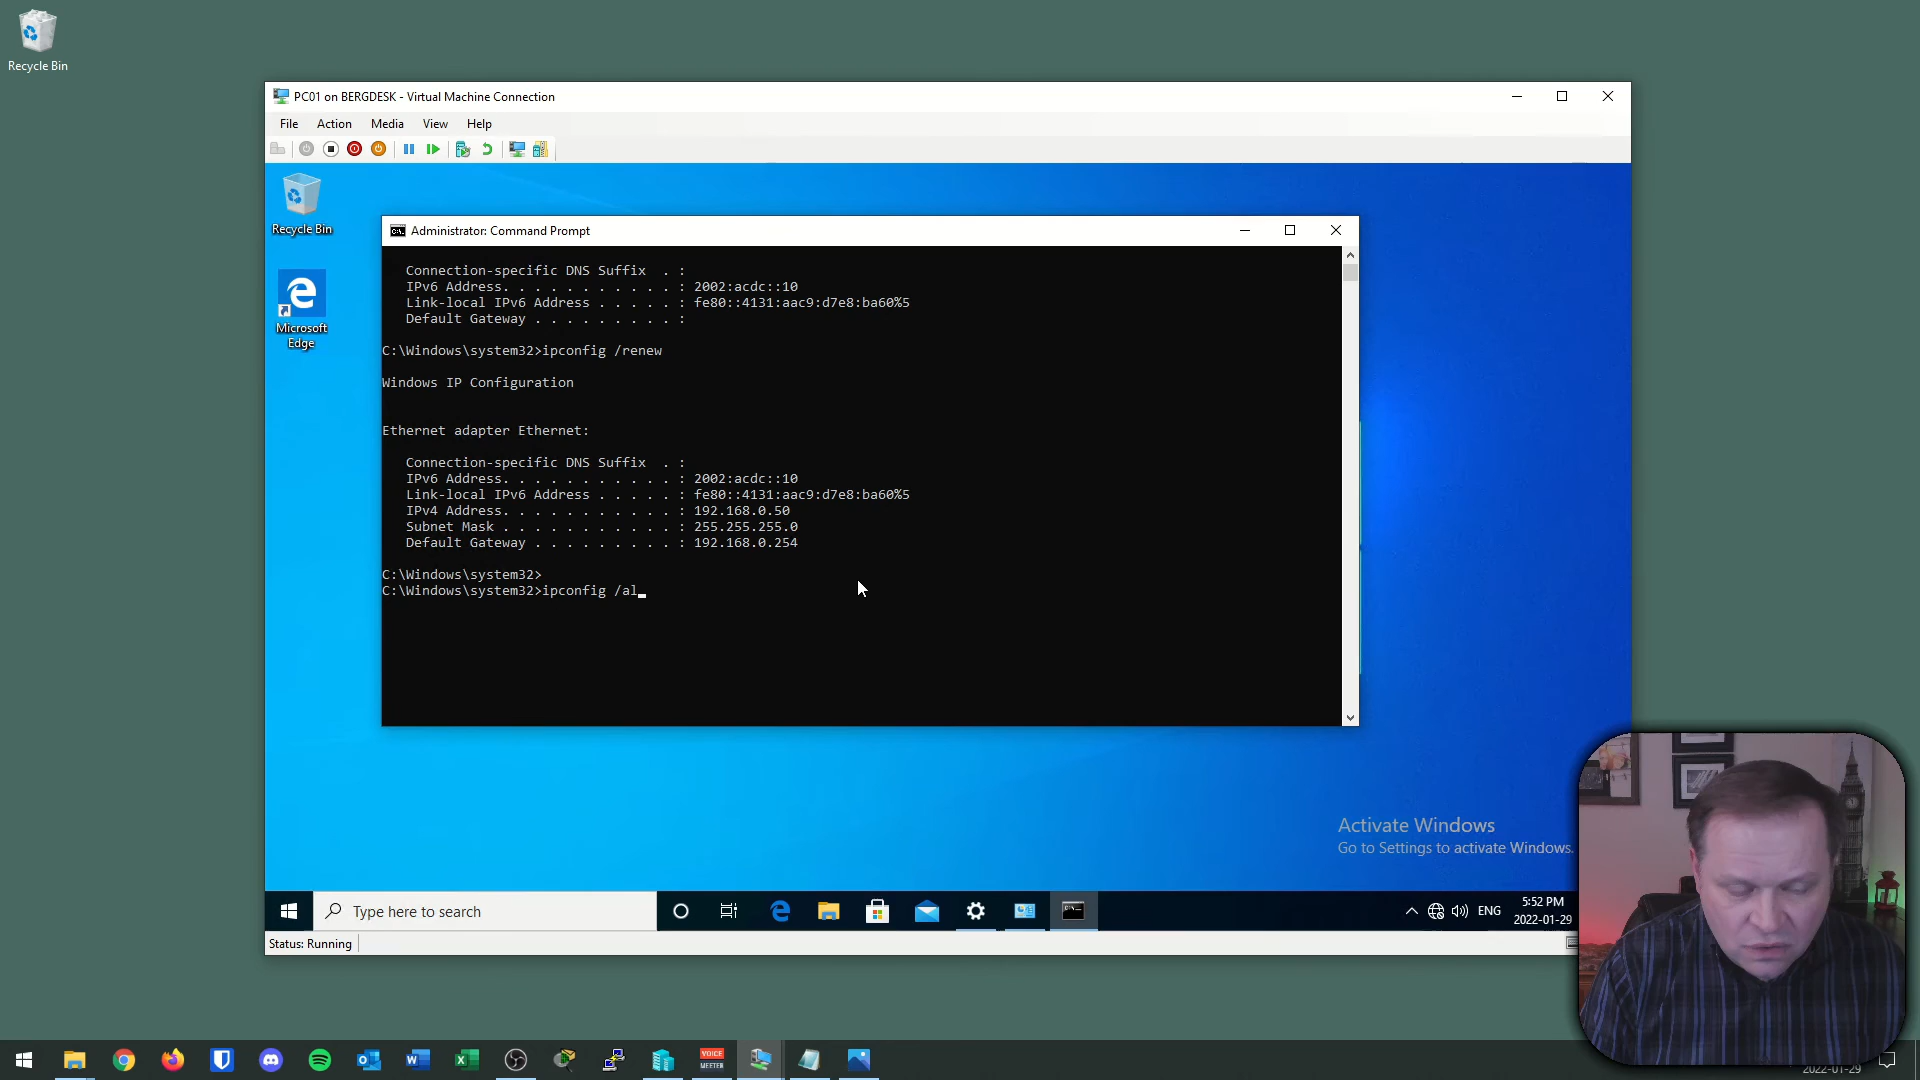 Recycle Bin
PC01 on BERGDESK - Virtual Machine Connection
File Action Media View Help
Recycle Bin
Microsoft
Edge
Administrator: Command Prompt
Connection-specific DNS Suffix . :
IPv6 Address. . . . . . . . . . . : 2002:acdc::10
Link-local IPv6 Address . . . . . : fe80::4131:aac9:d7e8:ba60%5
Default Gateway . . . . . . . . . :
C:\Windows\system32>ipconfig /renew
Windows IP Configuration
Ethernet adapter Ethernet:
Connection-specific DNS Suffix . :
IPv6 Address. . . . . . . . . . . : 2002:acdc::10
Link-local IPv6 Address . . . . . : fe80::4131:aac9:d7e8:ba60%5
IPv4 Address. . . . . . . . . . . : 192.168.0.50
Subnet Mask . . . . . . . . . . . : 255.255.255.0
Default Gateway . . . . . . . . . : 192.168.0.254
C:\Windows\system32>
C:\Windows\system32>ipconfig /al_
Activate Windows
Go to Settings to activate Windows.
Type here to search
ENG
5:52 PM
2022-01-29
Status: Running
VOICE
MEETER
2022-01-29